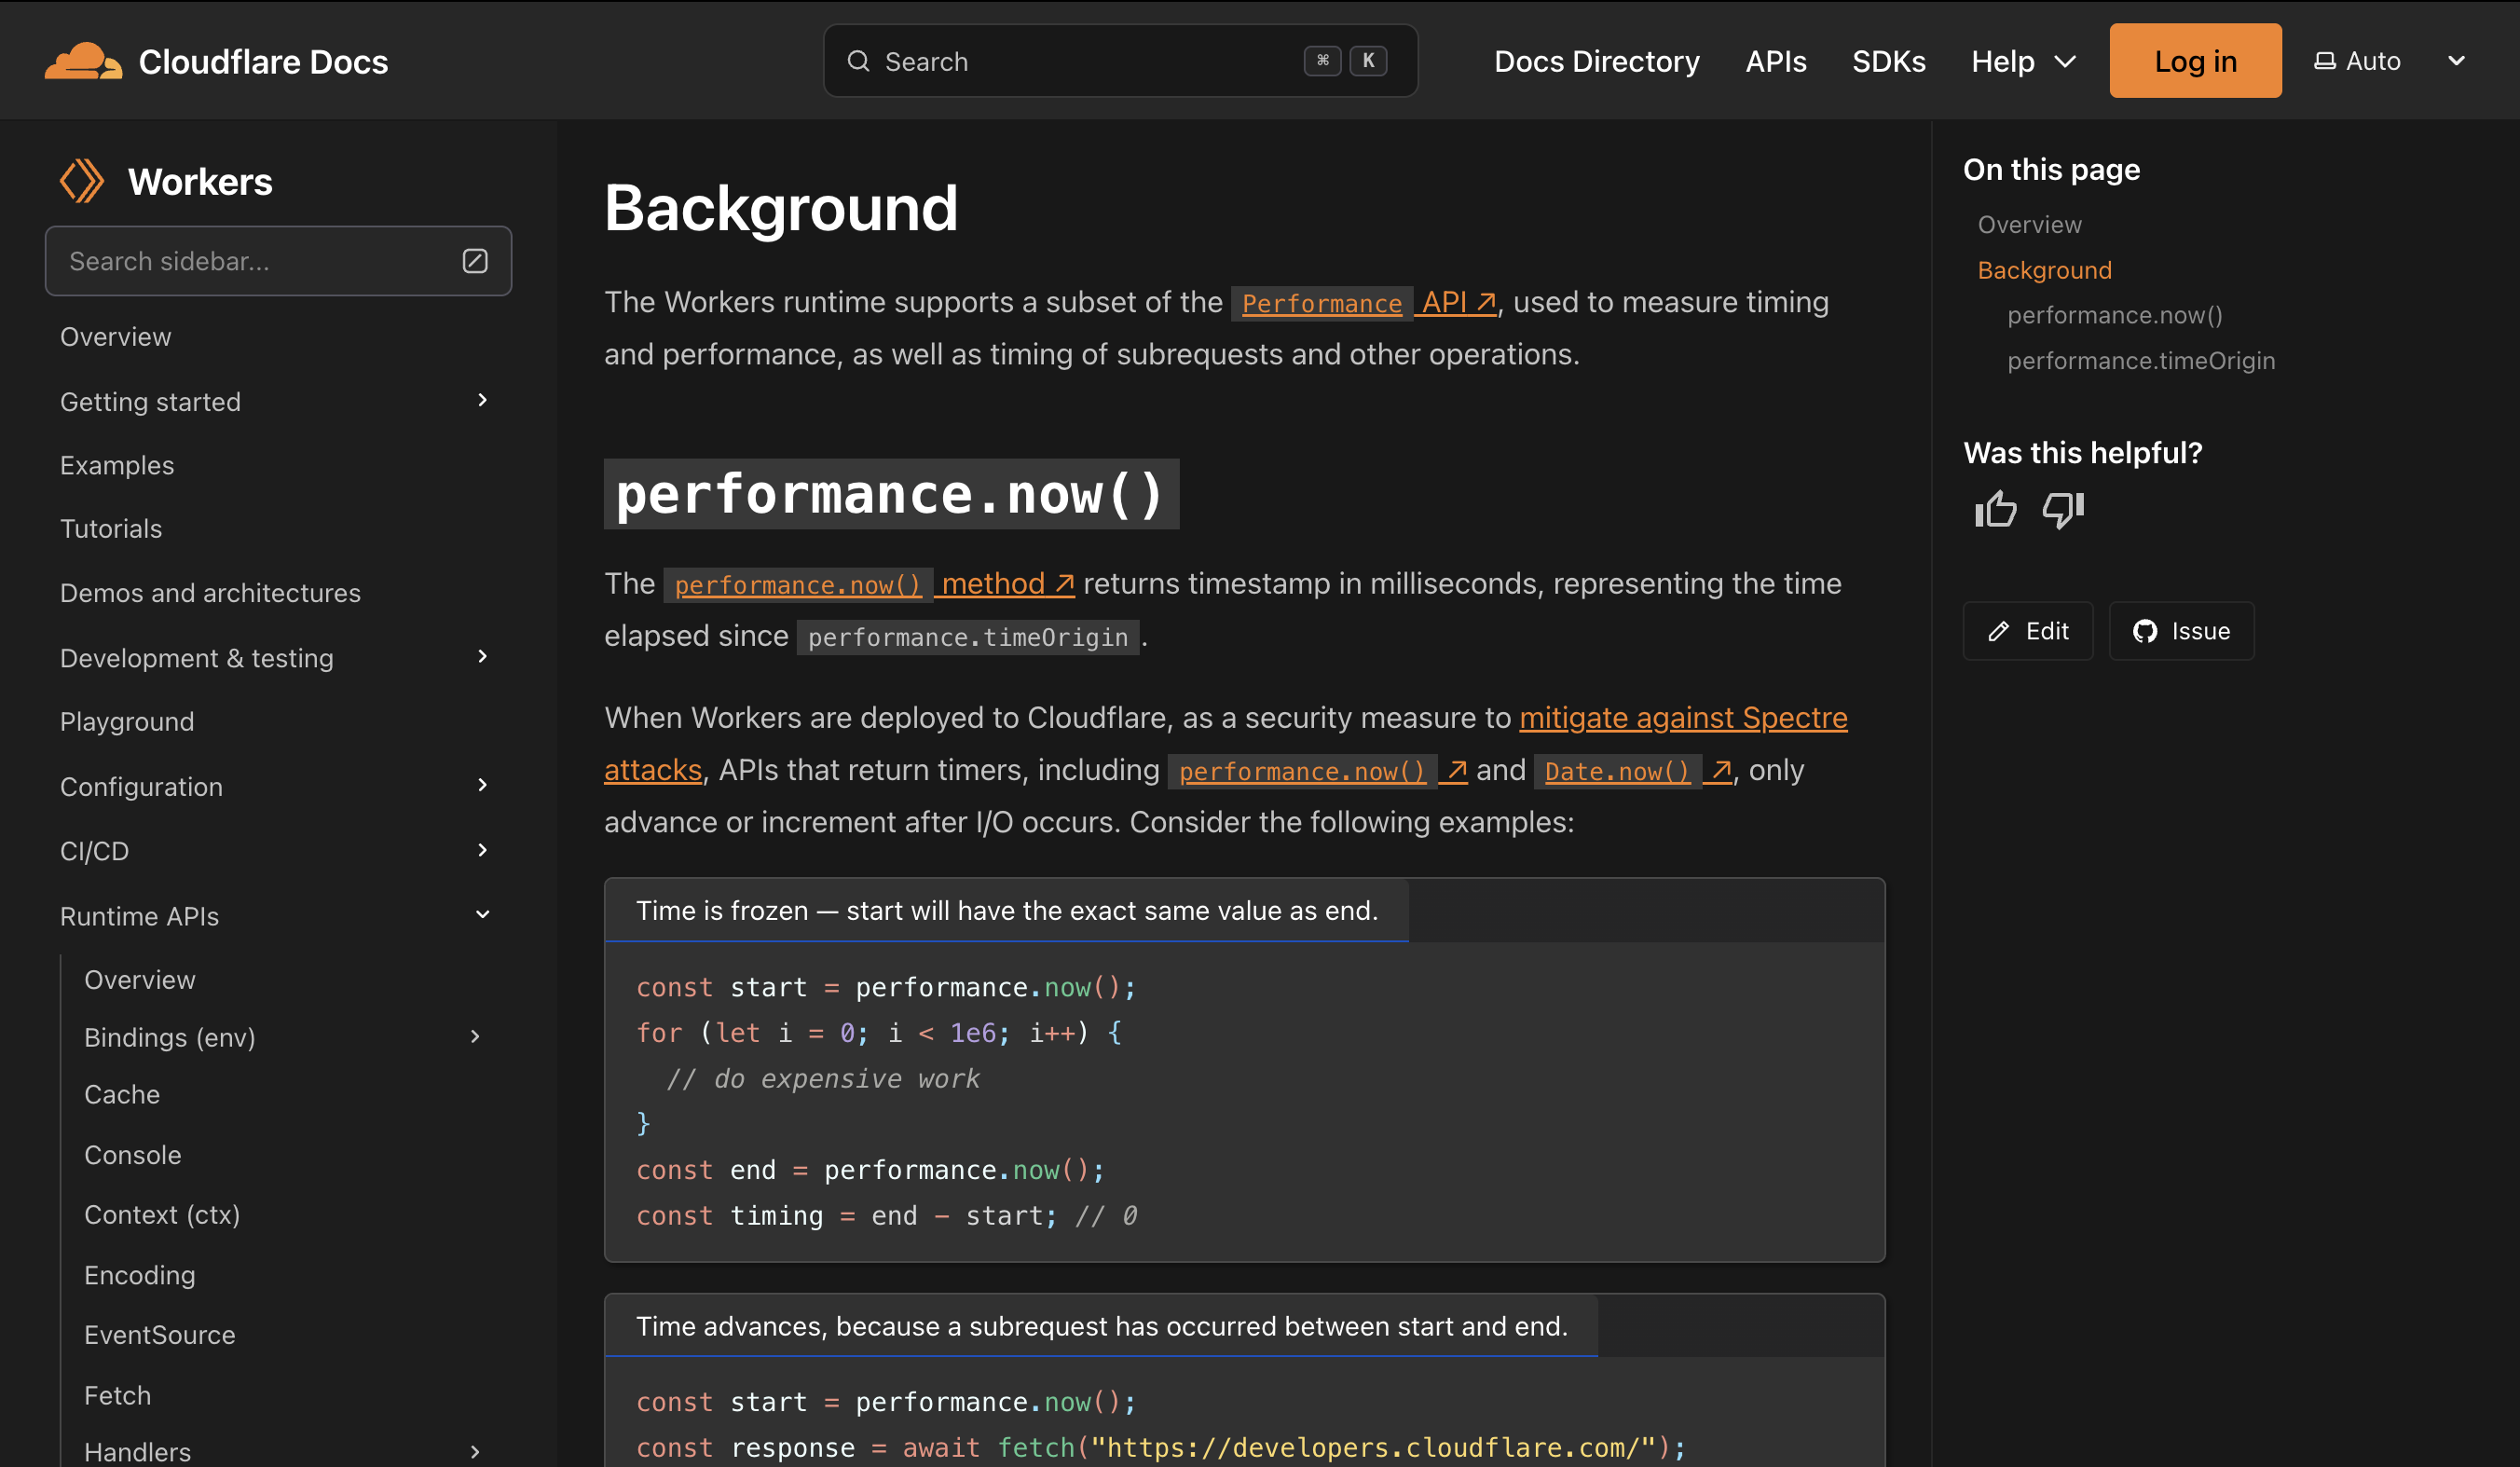 Cloudflare Docs
Search
⌘ K
Docs Directory
APIs
SDKs
Help
Log in
Auto
Workers
Search sidebar...
Overview
Getting started
Examples
Tutorials
Demos and architectures
Development & testing
Playground
Configuration
CI/CD
Runtime APIs
Overview
Bindings (env)
Cache
Console
Context (ctx)
Encoding
EventSource
Fetch
Handlers
Background
The Workers runtime supports a subset of the Performance API ↗, used to measure timing
and performance, as well as timing of subrequests and other operations.
performance.now()
The performance.now() method ↗ returns timestamp in milliseconds, representing the time
elapsed since performance.timeOrigin.
When Workers are deployed to Cloudflare, as a security measure to mitigate against Spectre
attacks, APIs that return timers, including performance.now() ↗ and Date.now() ↗, only
advance or increment after I/O occurs. Consider the following examples:
Time is frozen — start will have the exact same value as end.
const start = performance.now();
for (let i = 0; i < 1e6; i++) {
  // do expensive work
}
const end = performance.now();
const timing = end - start; // 0
Time advances, because a subrequest has occurred between start and end.
const start = performance.now();
const response = await fetch("https://developers.cloudflare.com/");
On this page
Overview
Background
performance.now()
performance.timeOrigin
Was this helpful?
Edit
Issue